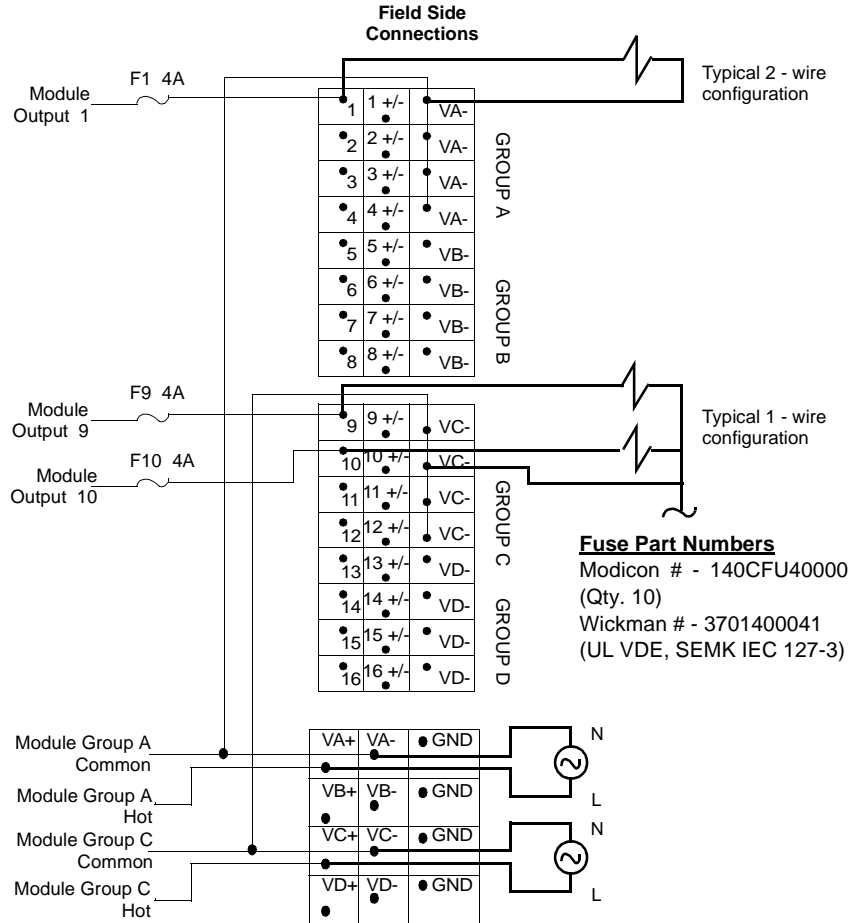 Field Side
Connections
F1 4A
Module
Output 1
Typical 2 - wire
configuration
1 1 +/- VA-
2 2 +/- VA-
3 3 +/- VA-
4 4 +/- VA-
GROUP A
5 5 +/- VB-
6 6 +/- VB-
7 7 +/- VB-
8 8 +/- VB-
GROUP B
F9 4A
Module
Output 9
F10 4A
Module
Output 10
Typical 1 - wire
configuration
9 9 +/- VC-
10 10 +/- VC-
11 11 +/- VC-
12 12 +/- VC-
GROUP C
13 13 +/- VD-
14 14 +/- VD-
15 15 +/- VD-
16 16 +/- VD-
GROUP D
Fuse Part Numbers
Modicon # - 140CFU40000
(Qty. 10)
Wickman # - 3701400041
(UL VDE, SEMK IEC 127-3)
Module Group A
Common
Module Group A
Hot
Module Group C
Common
Module Group C
Hot
VA+ VA- GND
VB+ VB- GND
VC+ VC- GND
VD+ VD- GND
N
L
N
L